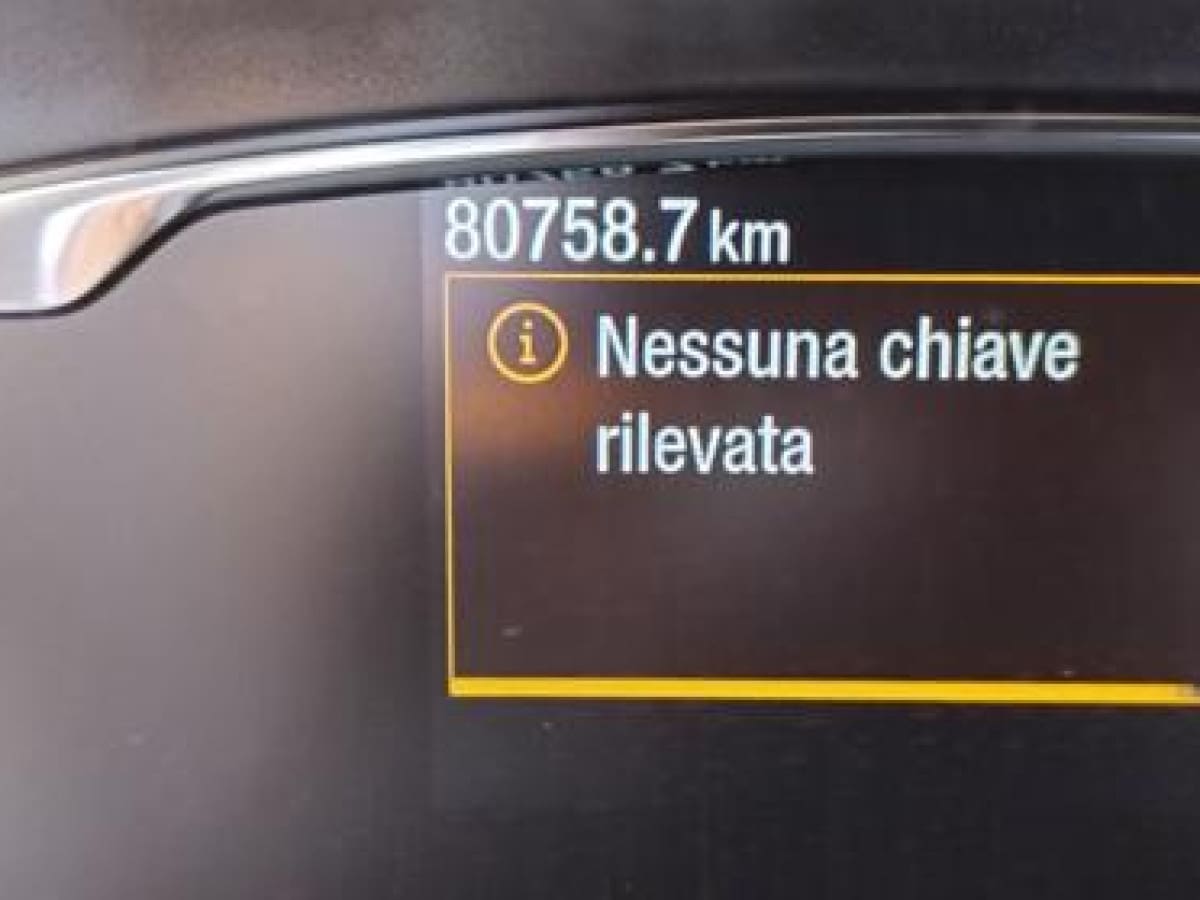 80758.7 km
i Nessuna chiave
rilevata